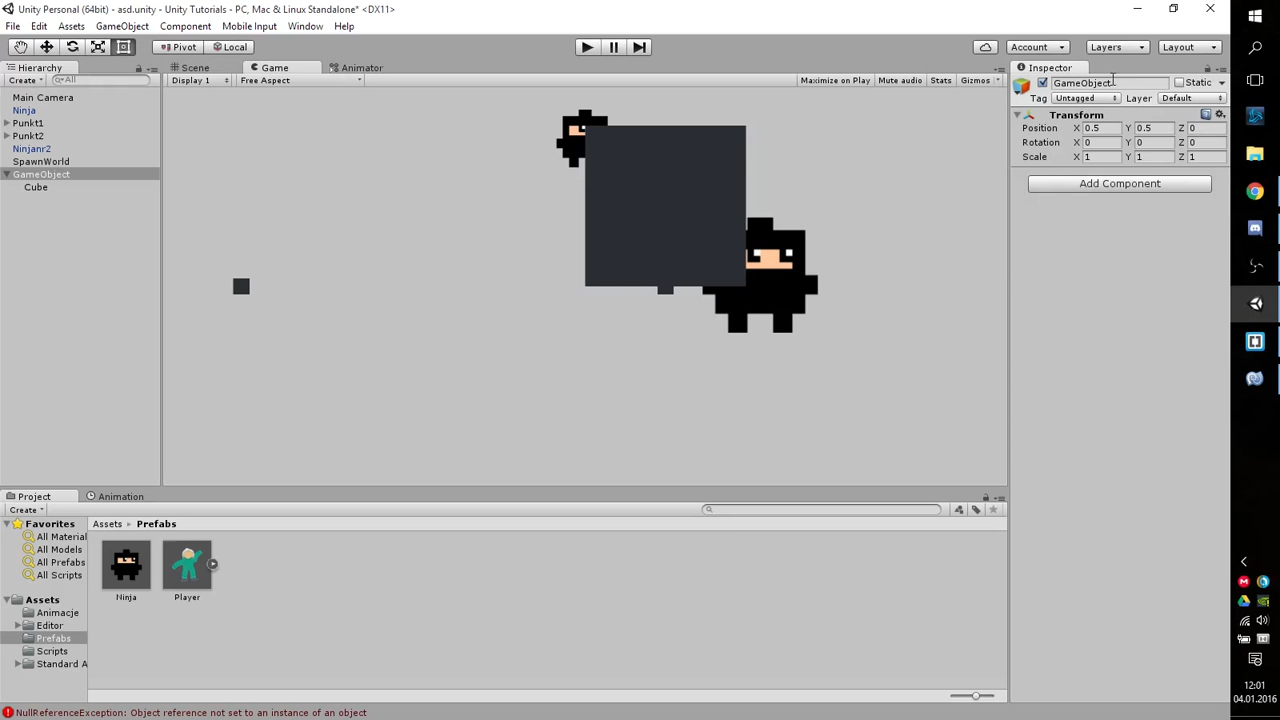 Unity Personal (64bit) - asd.unity - Unity Tutorials - PC, Mac & Linux Standalone* <DX11>
File Edit Assets GameObject Component Mobile Input Window Help
Pivot Local Account Layers Layout
Hierarchy Scene Game Animator Inspector
Create All Display 1 Free Aspect Maximize on Play Mute audio Stats Gizmos GameObject Static
Main Camera Tag Untagged Layer Default
Ninja Transform
Punkt1 Position X 0.5 Y 0.5 Z 0
Punkt2 Rotation X 0 Y 0 Z 0
Ninjanr2 Scale X 1 Y 1 Z 1
SpawnWorld
GameObject
Cube Add Component
Project Animation
Create
Favorites Assets Prefabs
All Material
All Models
All Prefabs
All Scripts
Ninja Player
Assets
Animacje
Editor
Prefabs
Scripts
Standard A
NullReferenceException: Object reference not set to an instance of an object
12:01
04.01.2016